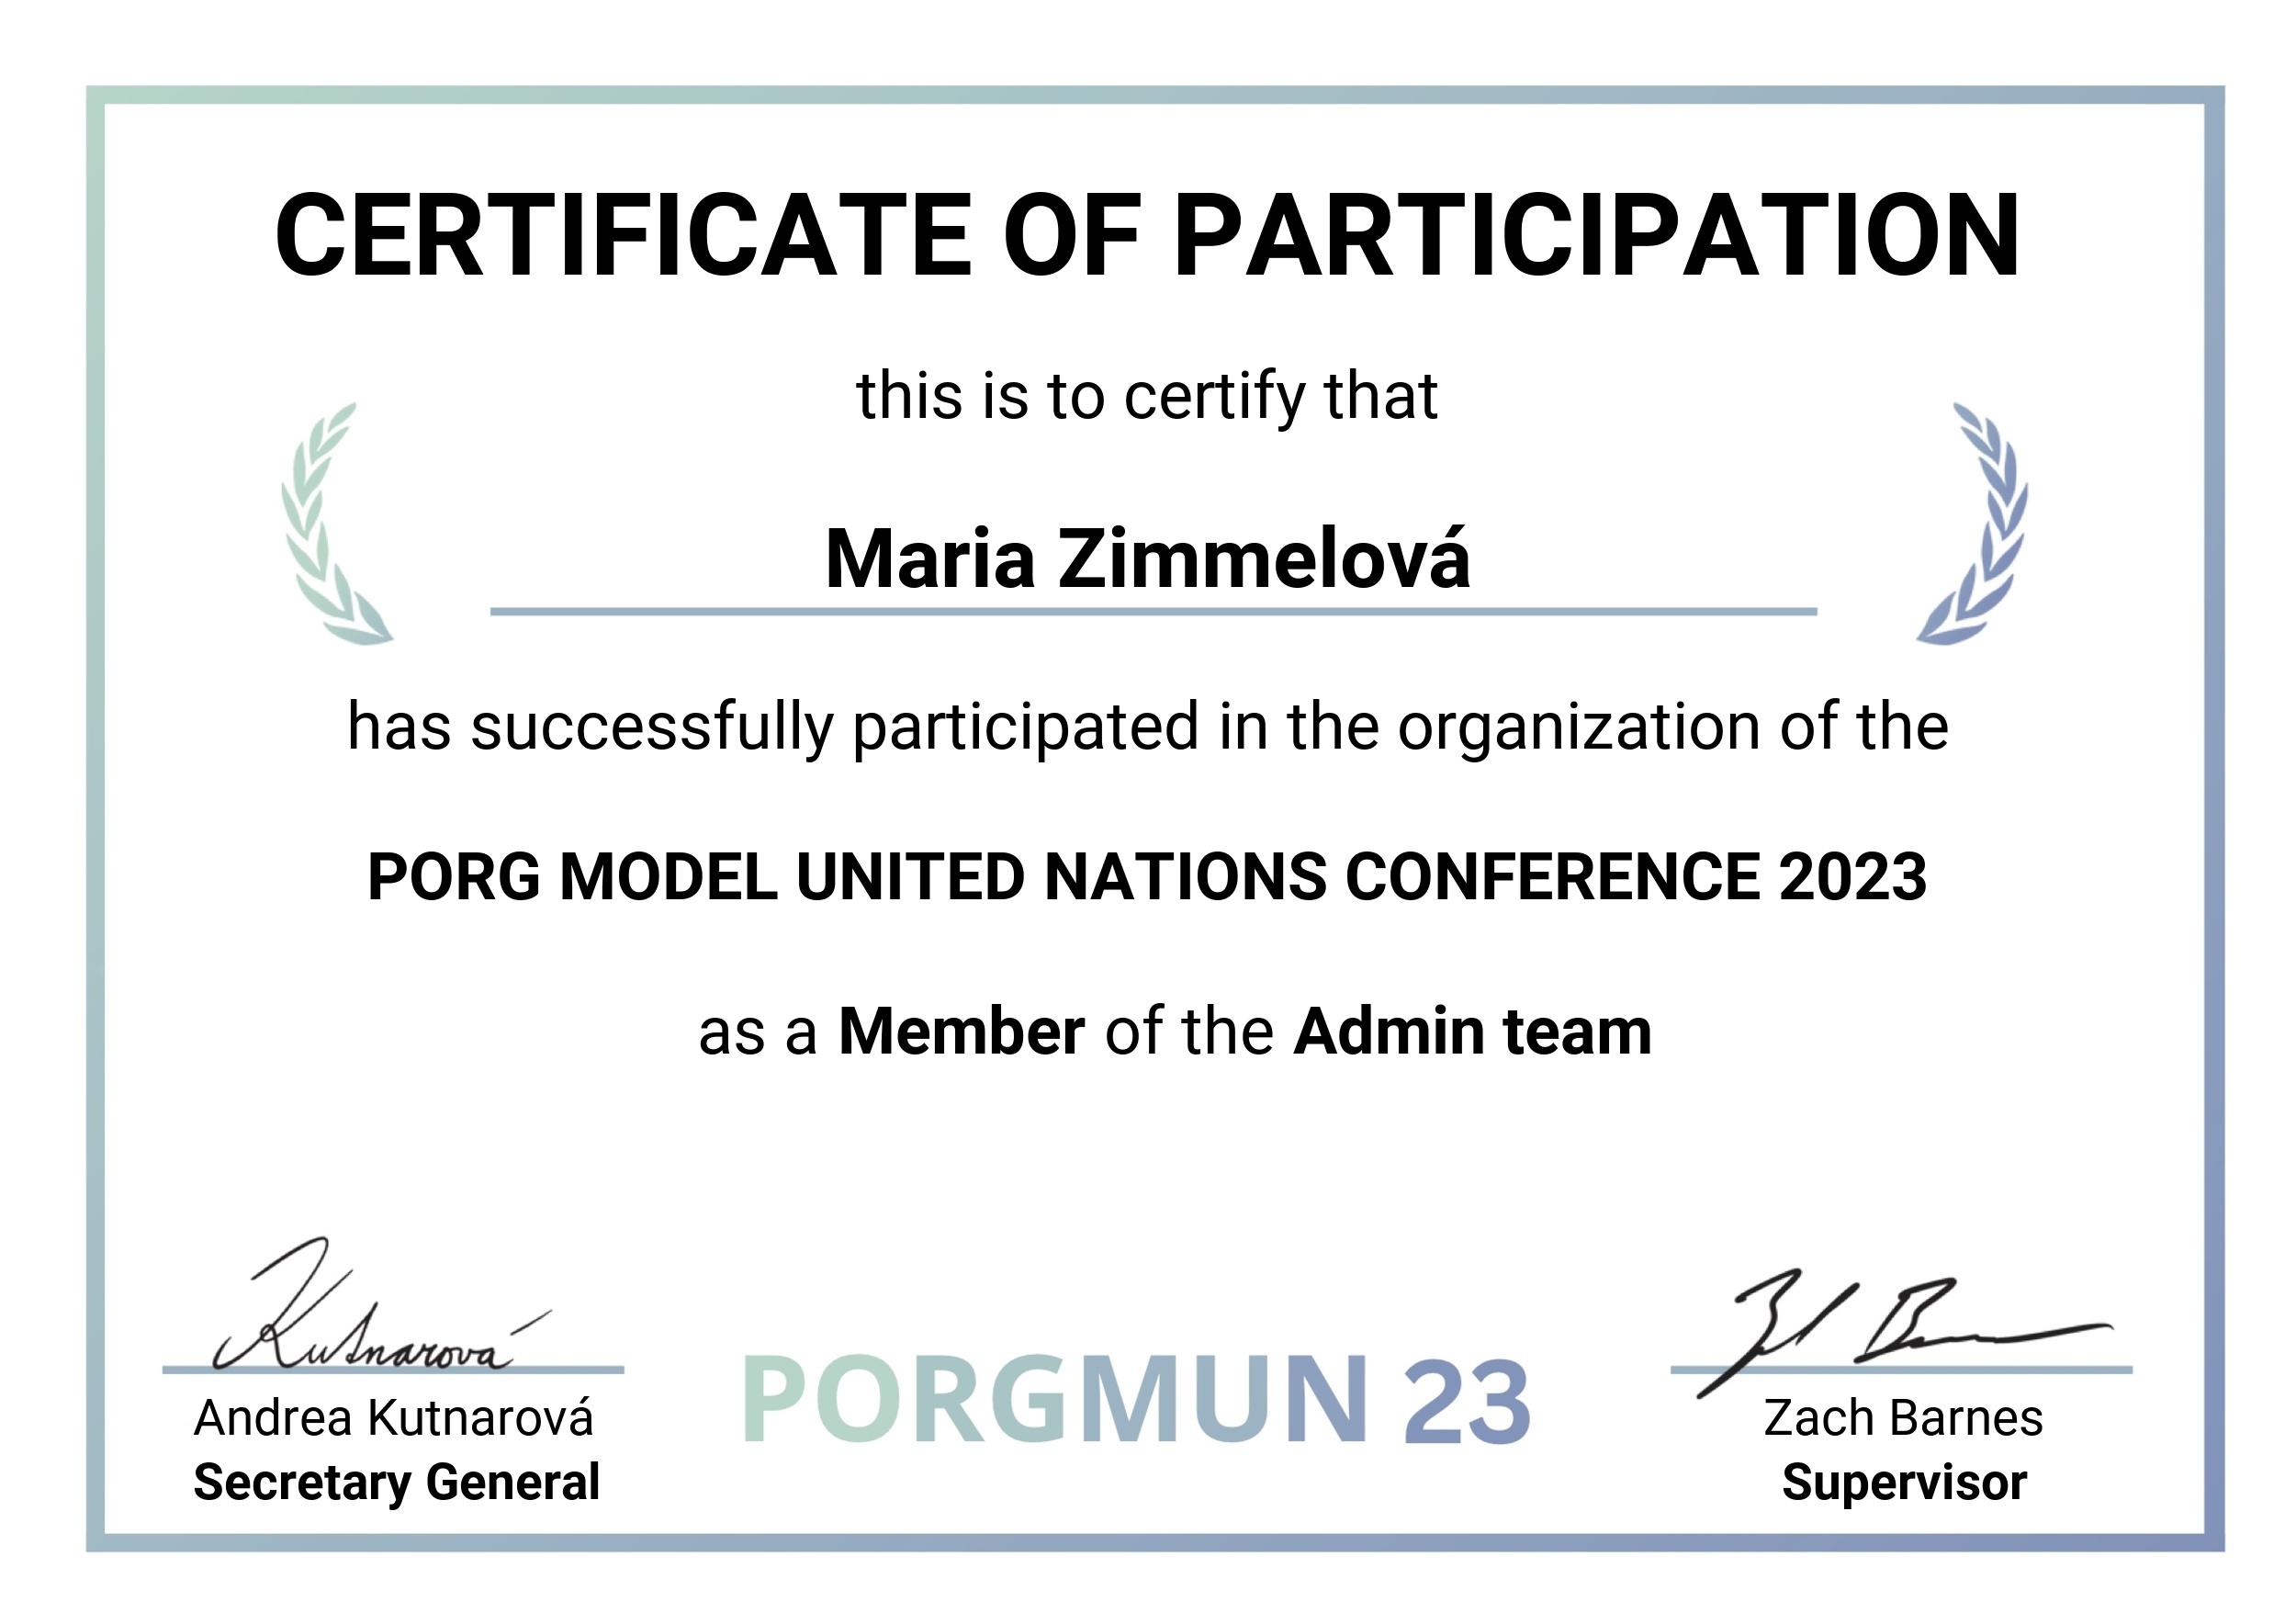 CERTIFICATE OF PARTICIPATION
this is to certify that
Maria Zimmelová
has successfully participated in the organization of the
PORG MODEL UNITED NATIONS CONFERENCE 2023
as a Member of the Admin team
Kutnarová
Andrea Kutnarová
Secretary General
PORGMUN 23
Zach Barnes
Supervisor